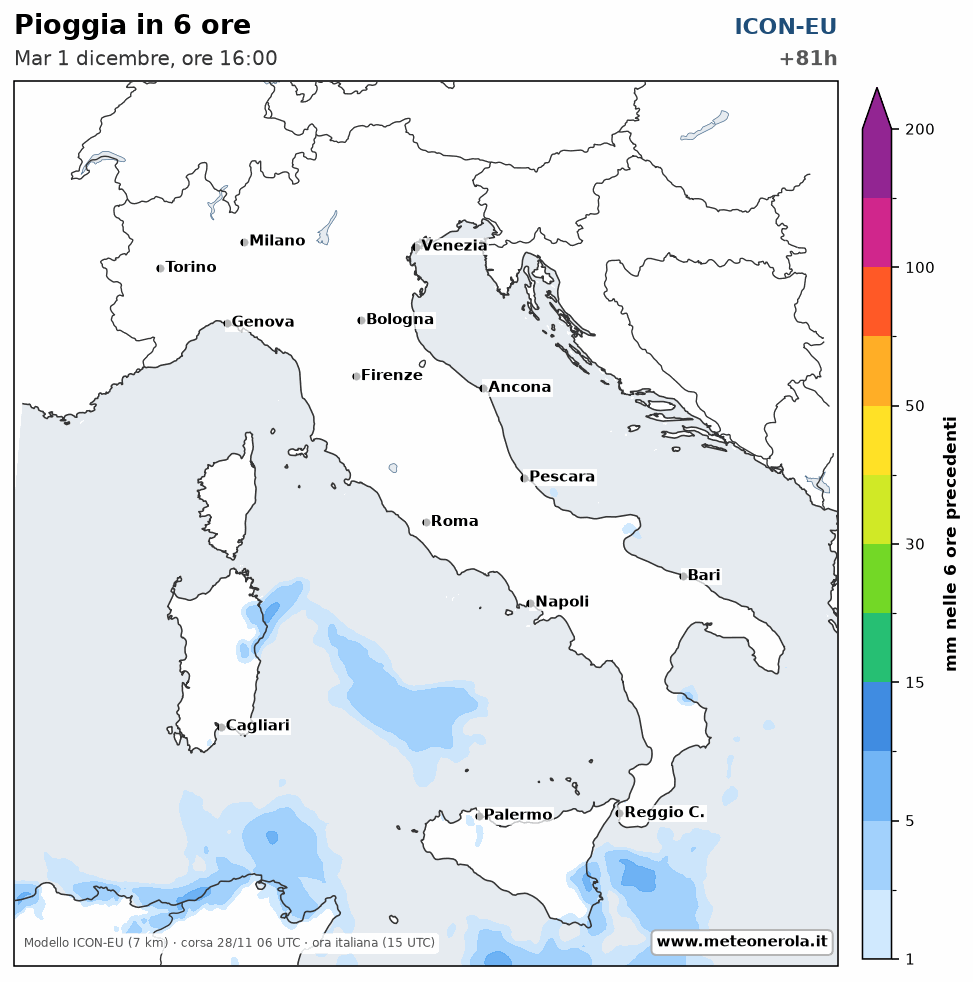 Pioggia in 6 ore
ICON-EU
Mar 1 dicembre, ore 16:00
+81h
200
100
50
30
15
5
1
mm nelle 6 ore precedenti
Milano
Venezia
Torino
Genova
Bologna
Firenze
Ancona
Pescara
Roma
Bari
Napoli
Cagliari
Palermo
Reggio C.
Modello ICON-EU (7 km) · corsa 28/11 06 UTC · ora italiana (15 UTC)
www.meteonerola.it